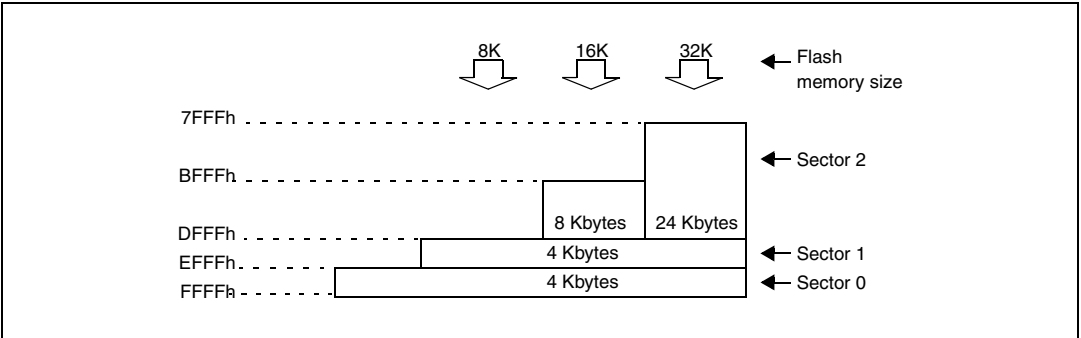 8K 16K 32K
Flash
memory size
7FFFh
Sector 2
BFFFh
8 Kbytes 24 Kbytes
DFFFh
4 Kbytes
Sector 1
EFFFh
4 Kbytes
Sector 0
FFFFh